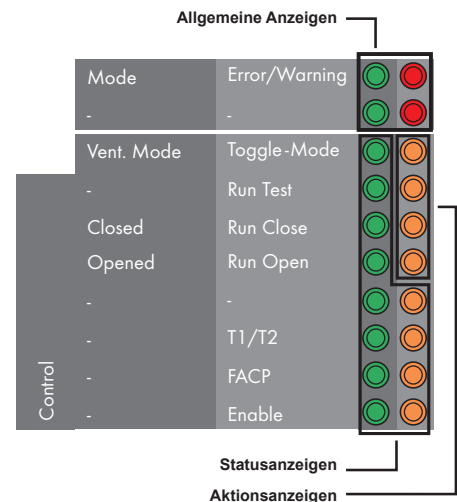 Allgemeine Anzeigen
Mode Error/Warning
- -
Vent. Mode Toggle-Mode
- Run Test
Closed Run Close
Opened Run Open
- -
- T1/T2
- FACP
- Enable
Control
Statusanzeigen
Aktionsanzeigen